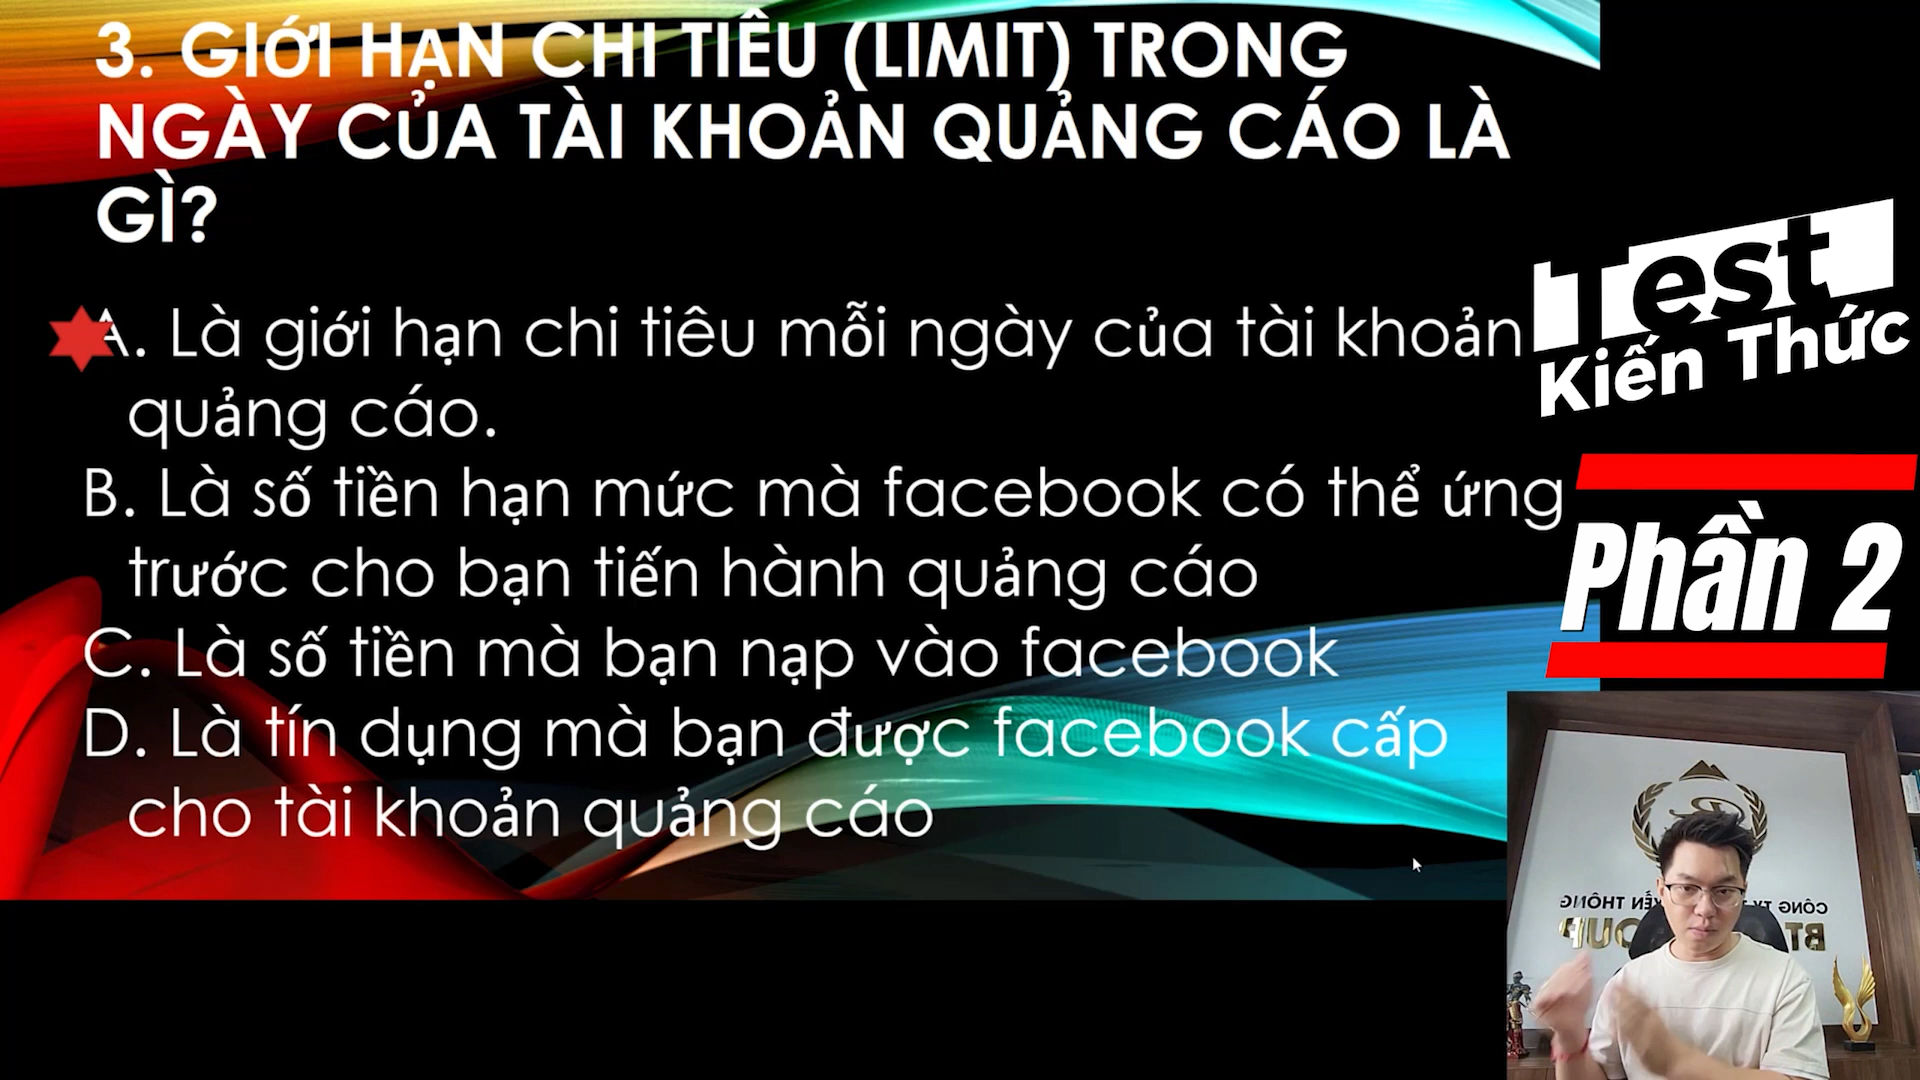 3. GIỚI HẠN CHI TIÊU (LIMIT) TRONG
NGÀY CỦA TÀI KHOẢN QUẢNG CÁO LÀ
GÌ?
A. Là giới hạn chi tiêu mỗi ngày của tài khoản
quảng cáo.
B. Là số tiền hạn mức mà facebook có thể ứng
trước cho bạn tiến hành quảng cáo
C. Là số tiền mà bạn nạp vào facebook
D. Là tín dụng mà bạn được facebook cấp
cho tài khoản quảng cáo
Test
Kiến Thức
Phần 2
CÔNG TY